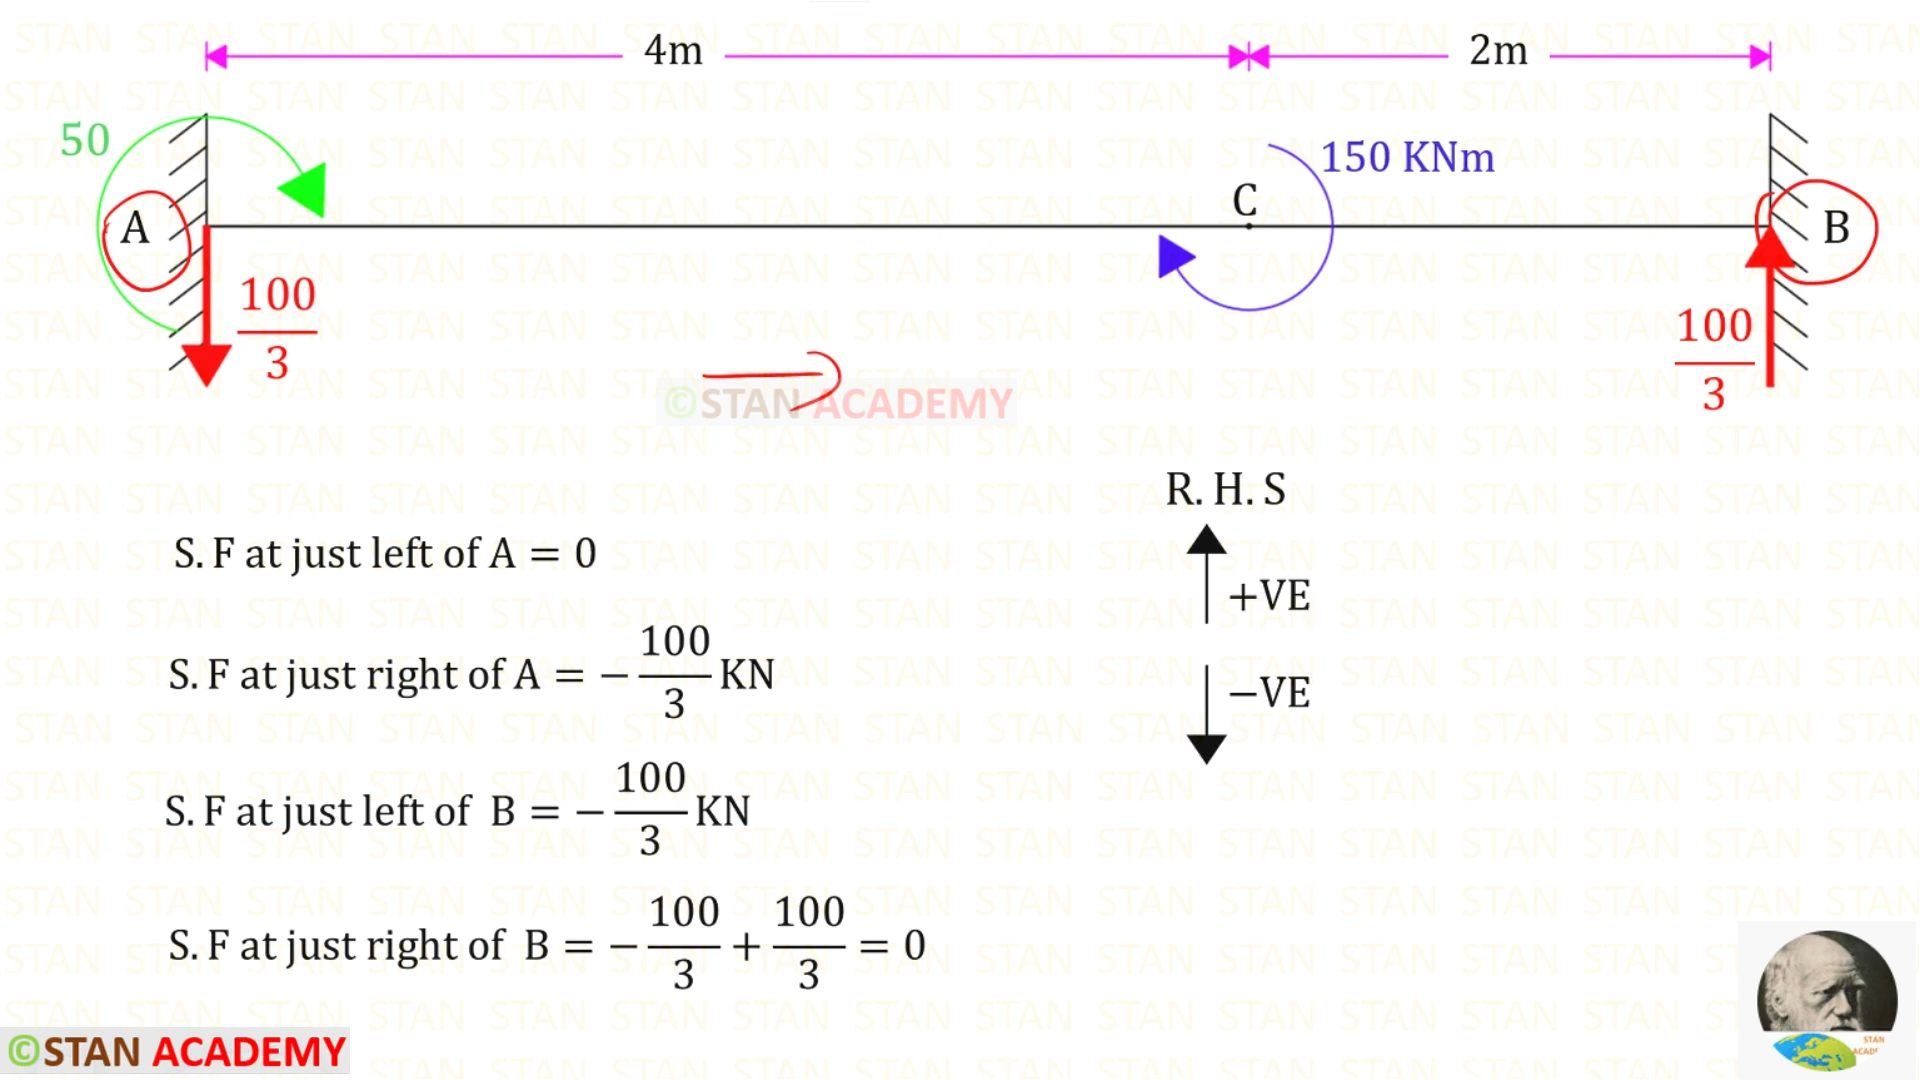 4m 2m
50
150 KNm
A C B
100/3
100/3
©STAN ACADEMY
R. H. S
S. F at just left of A = 0
+VE
S. F at just right of A = − 100/3 KN
−VE
S. F at just left of B = − 100/3 KN
S. F at just right of B = − 100/3 + 100/3 = 0
©STAN ACADEMY
STAN
ACADE